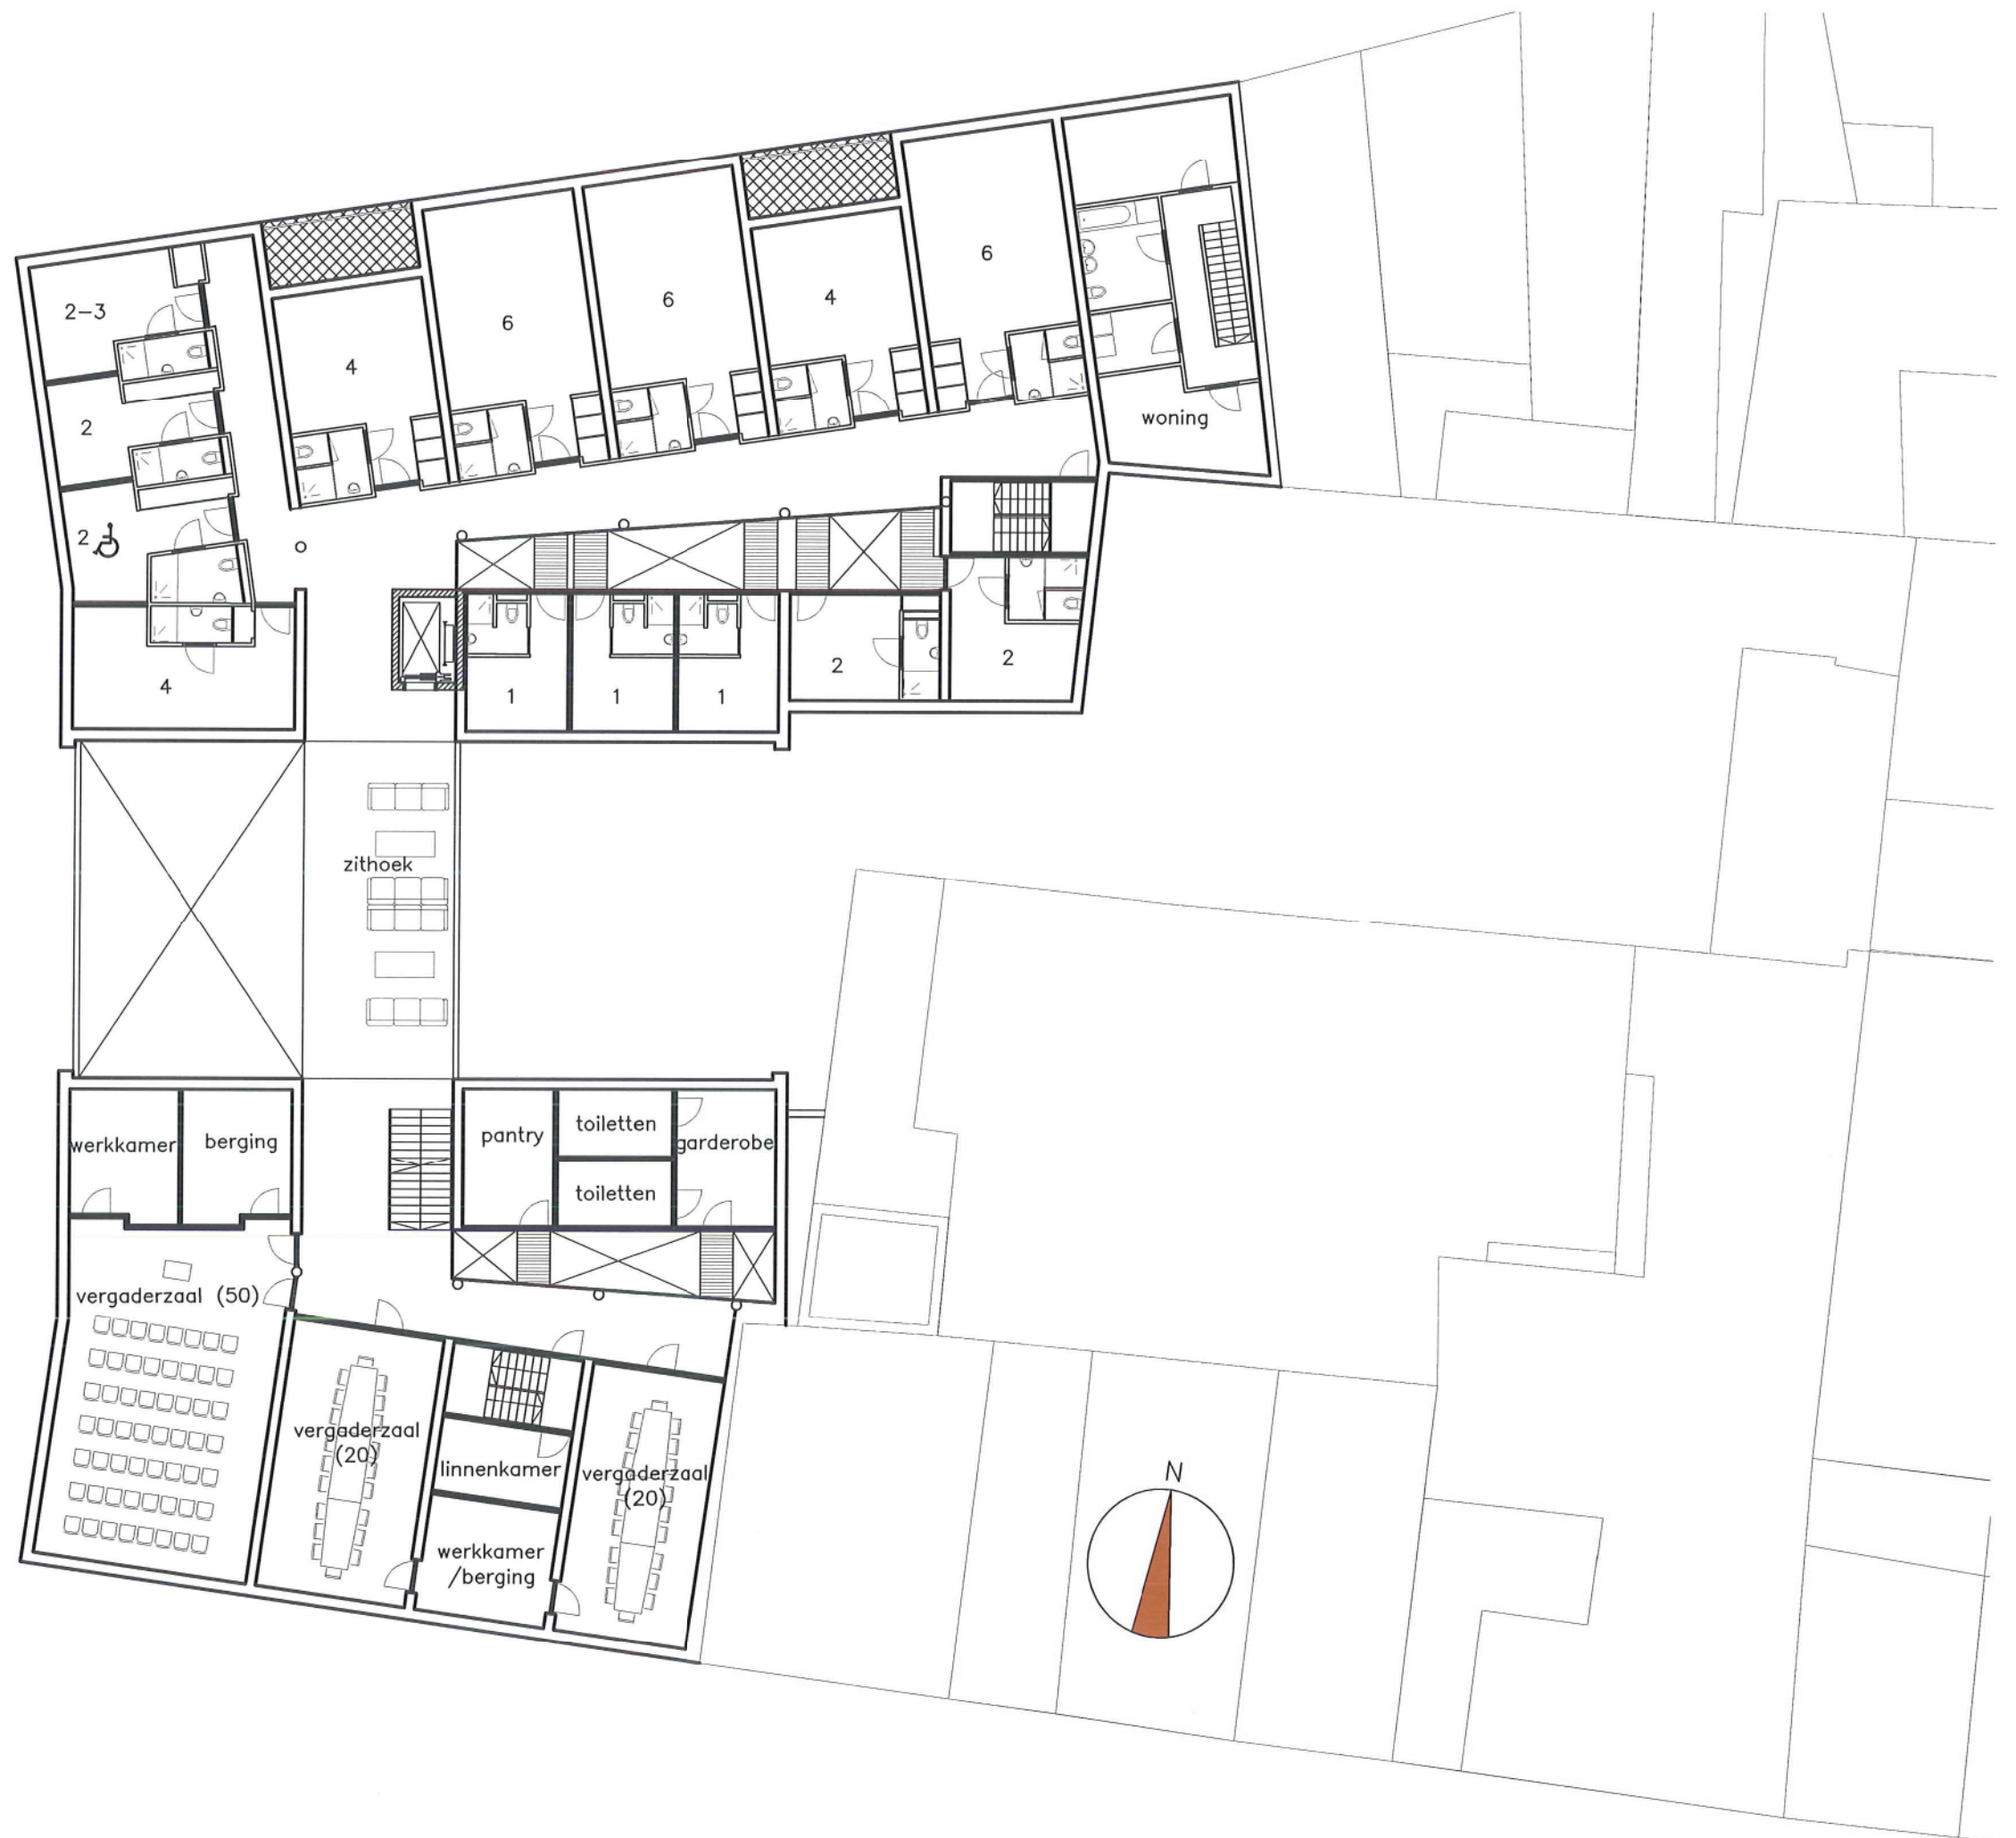 6
6
4
2-3
6
4
2
woning
2
2
2
4
1
1
1
zithoek
toiletten
pantry
garderobe
werkkamer
berging
toiletten
vergaderzaal (50)
vergaderzaal
(20)
linnenkamer
vergaderzaal
(20)
werkkamer
/berging
N